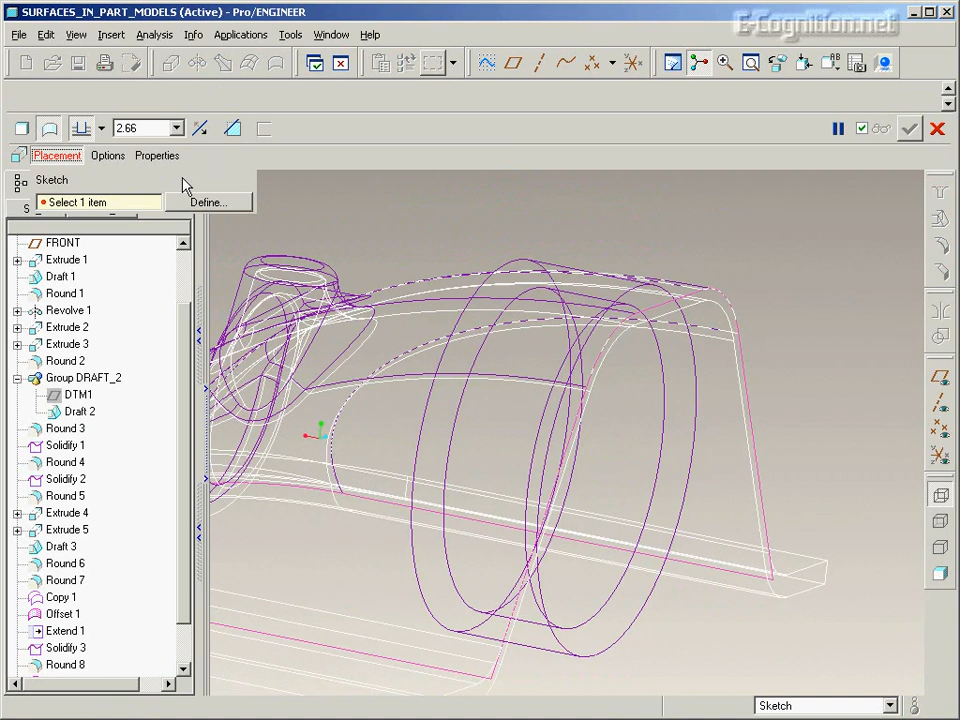 SURFACES_IN_PART_MODELS (Active) - Pro/ENGINEER
E-Cognition.net
File Edit View Insert Analysis Info Applications Tools Window Help
2.66
Placement Options Properties
Sketch
Select 1 item Define...
FRONT
Extrude 1
Draft 1
Round 1
Revolve 1
Extrude 2
Extrude 3
Round 2
Group DRAFT_2
DTM1
Draft 2
Round 3
Solidify 1
Round 4
Solidify 2
Round 5
Extrude 4
Extrude 5
Draft 3
Round 6
Round 7
Copy 1
Offset 1
Extend 1
Solidify 3
Round 8
Sketch